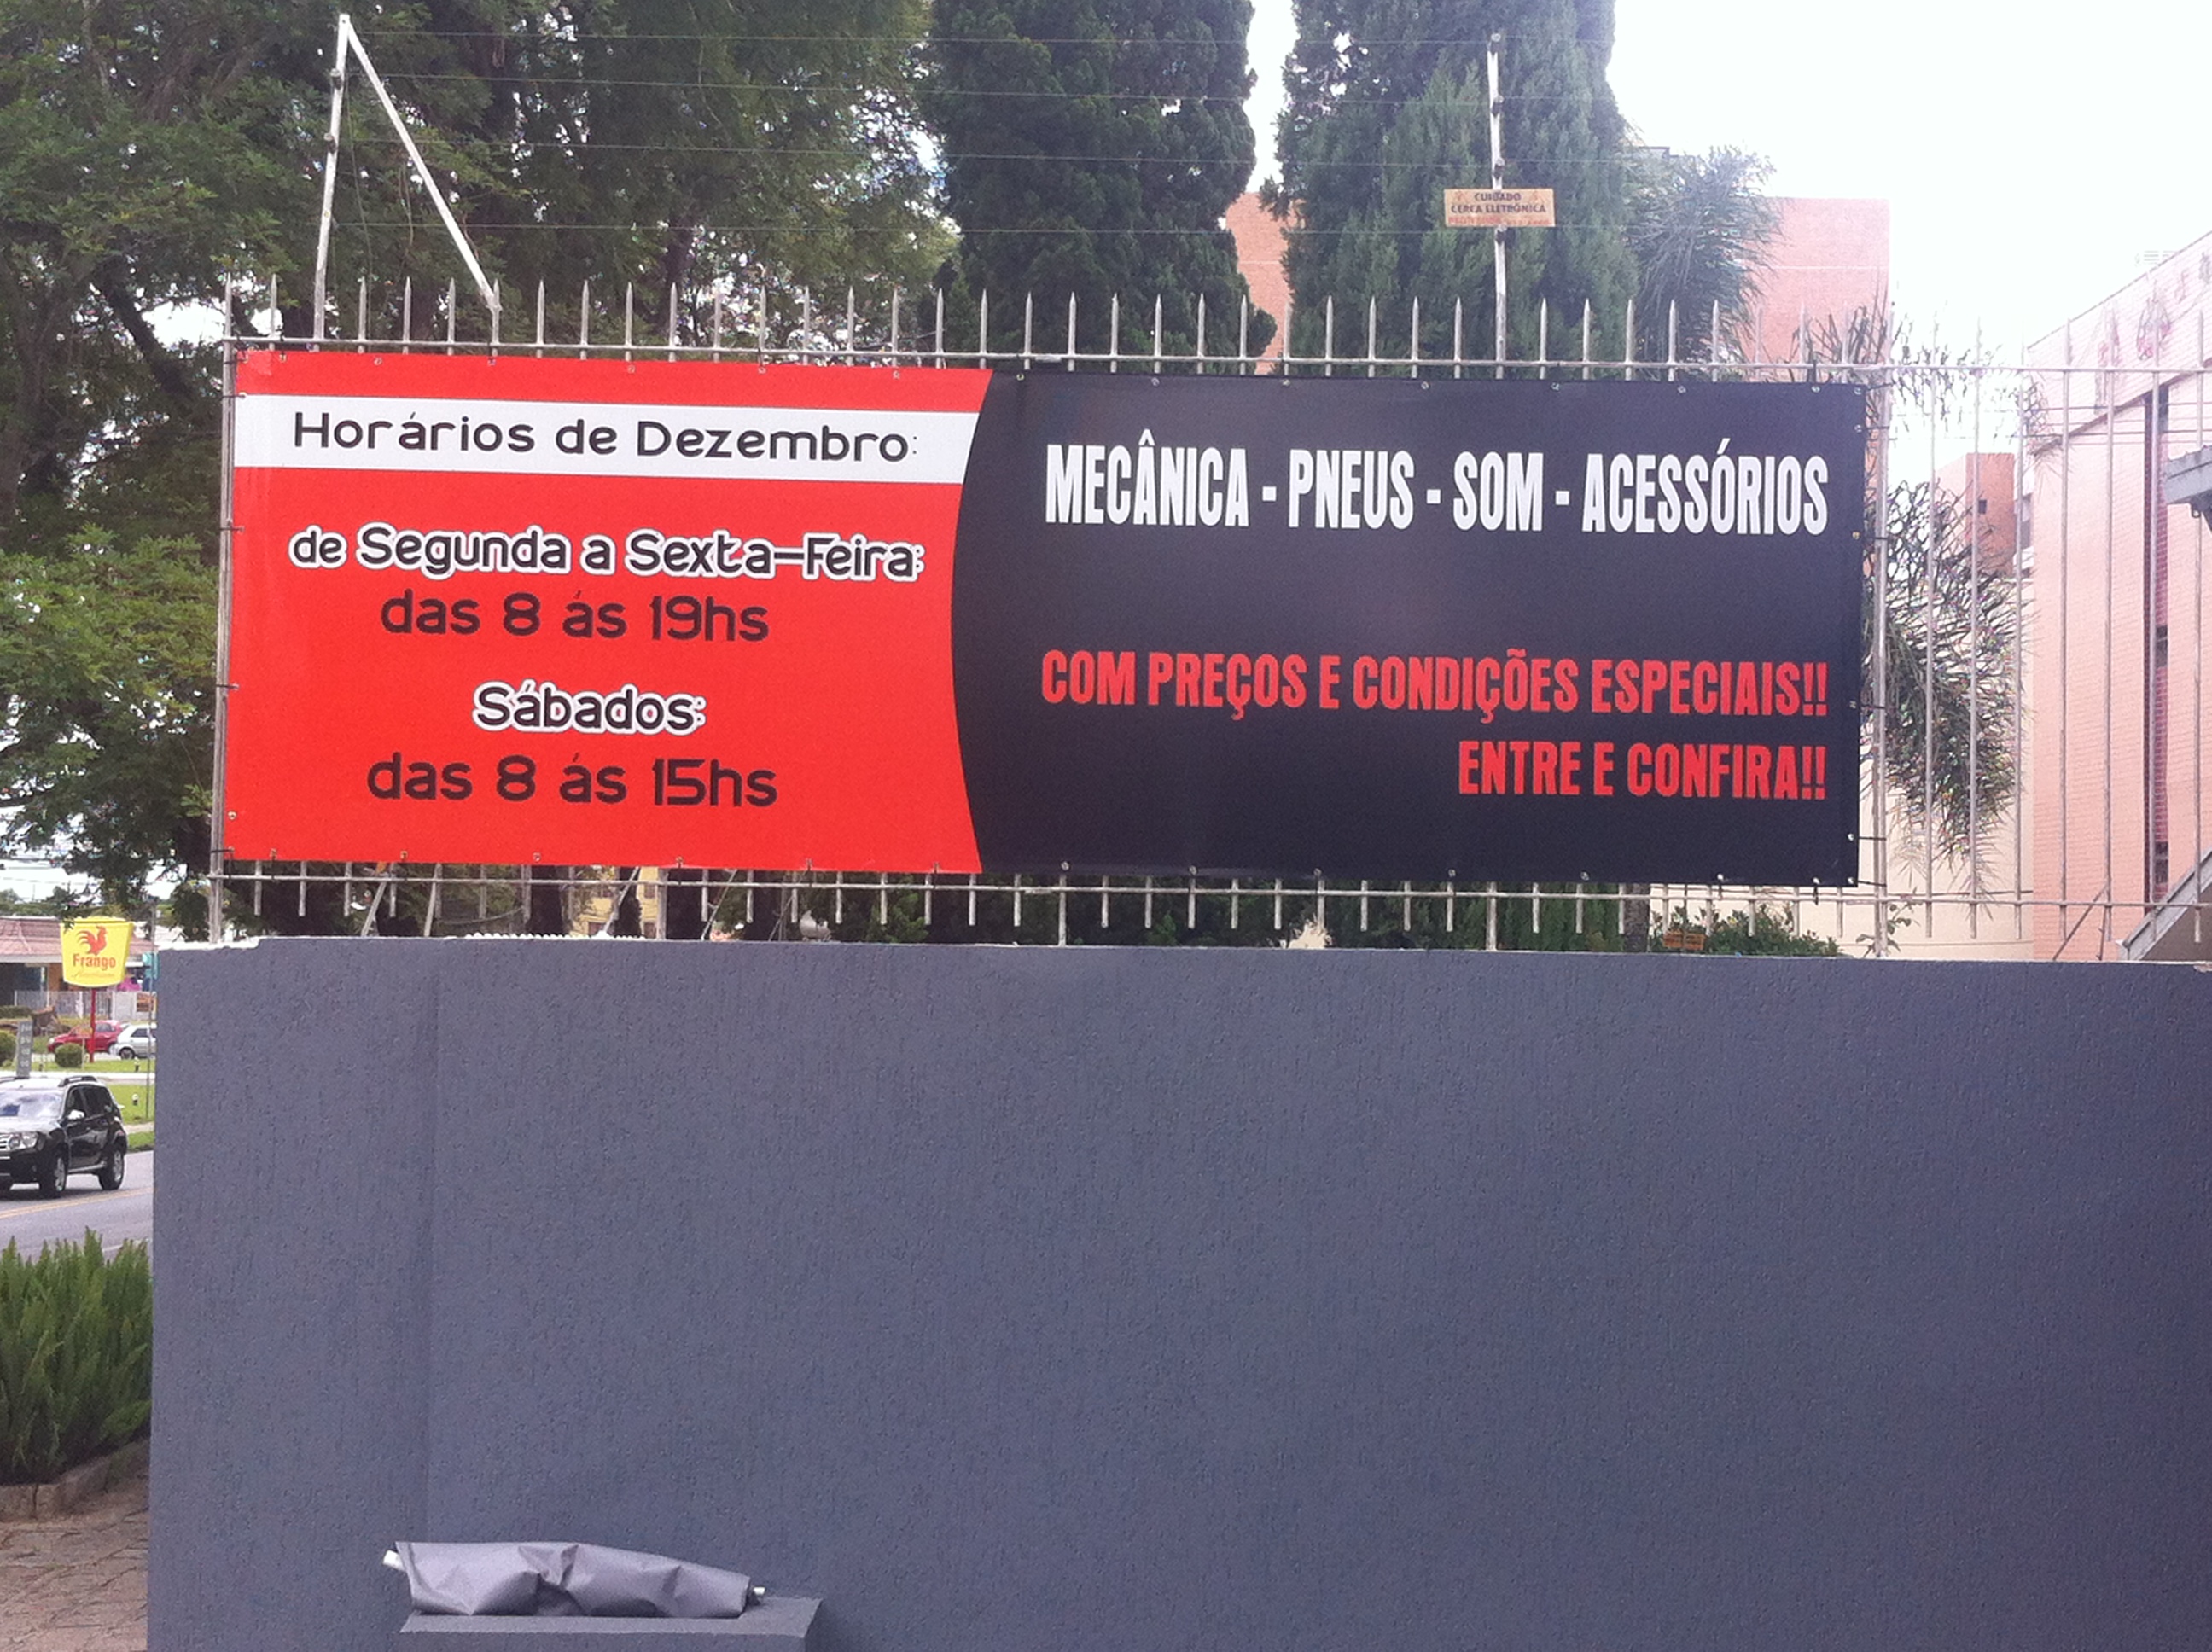 CUIDADO
CERCA ELETRÔNICA
Horários de Dezembro:
de Segunda a Sexta-Feira:
das 8 ás 19hs
Sábados:
das 8 ás 15hs
MECÂNICA - PNEUS - SOM - ACESSÓRIOS
COM PREÇOS E CONDIÇÕES ESPECIAIS!!
ENTRE E CONFIRA!!
Frango